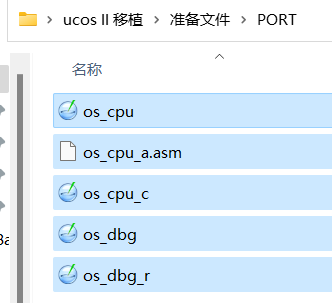 ucos II 移植 > 准备文件 > PORT
名称
os_cpu
os_cpu_a.asm
os_cpu_c
os_dbg
os_dbg_r